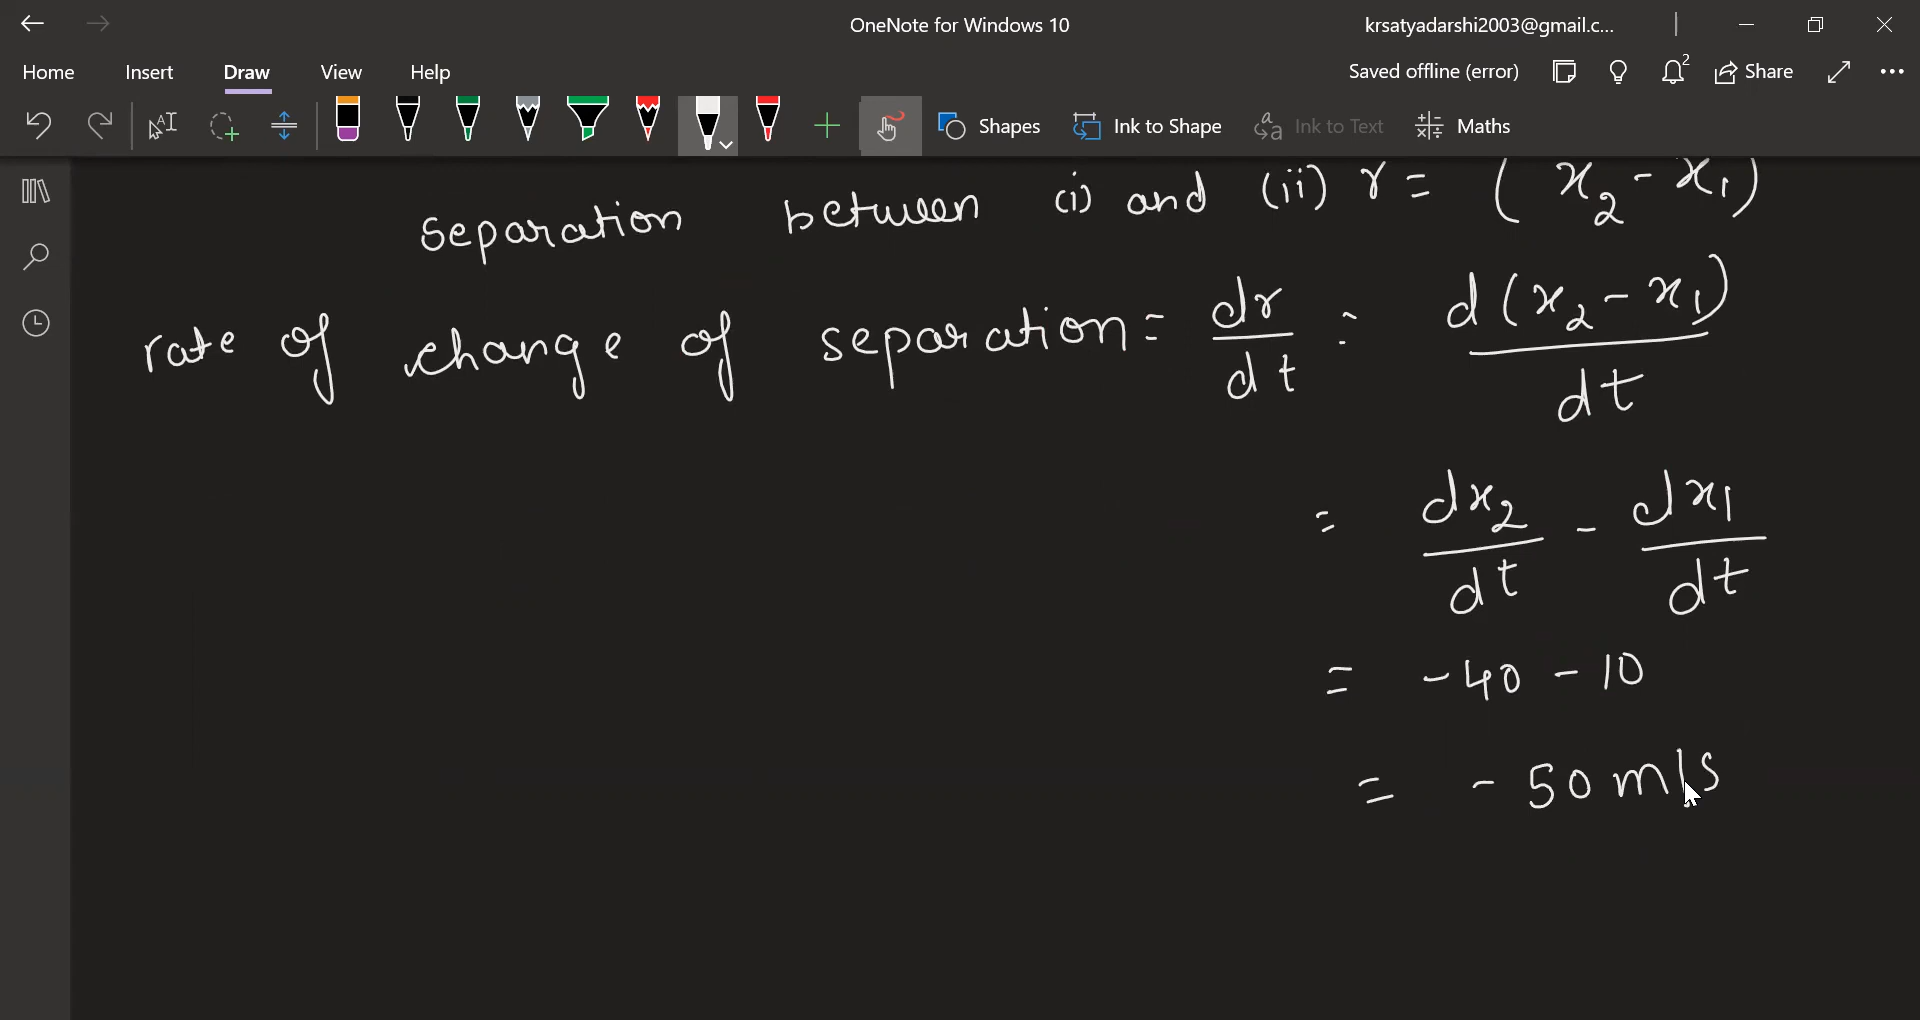 OneNote for Windows 10 krsatyadarshi2003@gmail.c...
Home Insert Draw View Help Saved offline (error) 2 Share
Shapes Ink to Shape Ink to Text Maths
separation between (i) and (ii) r = (x₂ - x₁)
rate of change of separation = dr/dt = d(x₂ - x₁)/dt
= dx₂/dt - dx₁/dt
= -40 - 10
= -50 m/s